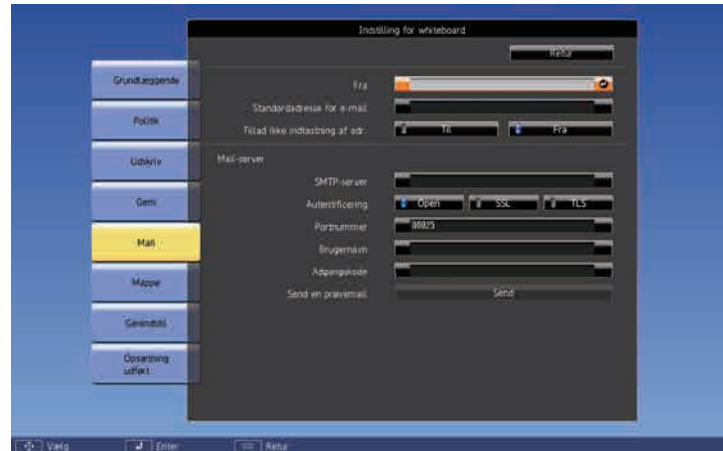 Indstilling for whiteboard
Retur
Grundlæggende
Politik
Udskriv
Gem
Mail
Mappe
Genindstil
Opsætning
udført
Fra
Standardadresse for e-mail
Tillad ikke indtastning af adr.
Til
Fra
Mail-server
SMTP-server
Autentificering
Open
SSL
TLS
Portnummer
00025
Brugernavn
Adgangskode
Send en prøvemail
Send
Vælg
Enter
Retur